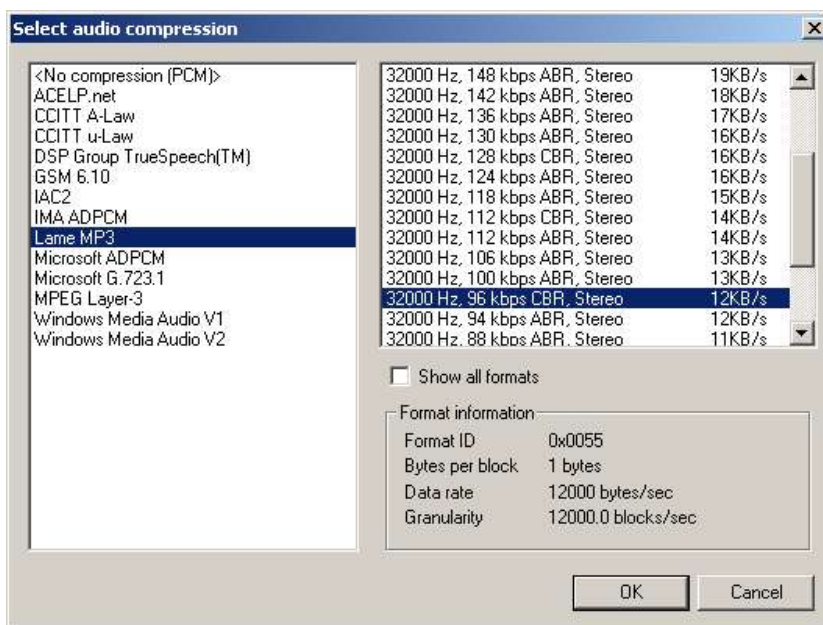 Select audio compression
<No compression (PCM)>
ACELP.net
CCITT A-Law
CCITT u-Law
DSP Group TrueSpeech(TM)
GSM 6.10
IAC2
IMA ADPCM
Lame MP3
Microsoft ADPCM
Microsoft G.723.1
MPEG Layer-3
Windows Media Audio V1
Windows Media Audio V2
32000 Hz, 148 kbps ABR, Stereo 19KB/s
32000 Hz, 142 kbps ABR, Stereo 18KB/s
32000 Hz, 136 kbps ABR, Stereo 17KB/s
32000 Hz, 130 kbps ABR, Stereo 16KB/s
32000 Hz, 128 kbps CBR, Stereo 16KB/s
32000 Hz, 124 kbps ABR, Stereo 16KB/s
32000 Hz, 118 kbps ABR, Stereo 15KB/s
32000 Hz, 112 kbps CBR, Stereo 14KB/s
32000 Hz, 112 kbps ABR, Stereo 14KB/s
32000 Hz, 106 kbps ABR, Stereo 13KB/s
32000 Hz, 100 kbps ABR, Stereo 13KB/s
32000 Hz, 96 kbps CBR, Stereo 12KB/s
32000 Hz, 94 kbps ABR, Stereo 12KB/s
32000 Hz, 88 kbps ABR, Stereo 11KB/s
Show all formats
Format information
Format ID 0x0055
Bytes per block 1 bytes
Data rate 12000 bytes/sec
Granularity 12000.0 blocks/sec
OK Cancel